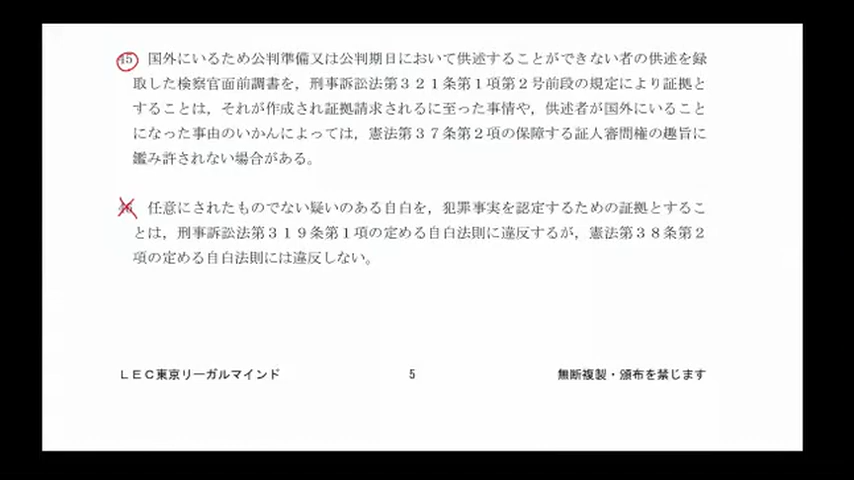 45 国外にいるため公判準備又は公判期日において供述することができない者の供述を録
取した検察官面前調書を，刑事訴訟法第３２１条第１項第２号前段の規定により証拠と
することは，それが作成され証拠請求されるに至った事情や，供述者が国外にいること
になった事由のいかんによっては，憲法第３７条第２項の保障する証人審問権の趣旨に
鑑み許されない場合がある。
任意にされたものでない疑いのある自白を，犯罪事実を認定するための証拠とするこ
とは，刑事訴訟法第３１９条第１項の定める自白法則に違反するが，憲法第３８条第２
項の定める自白法則には違反しない。
ＬＥＣ東京リーガルマインド
5
無断複製・頒布を禁じます